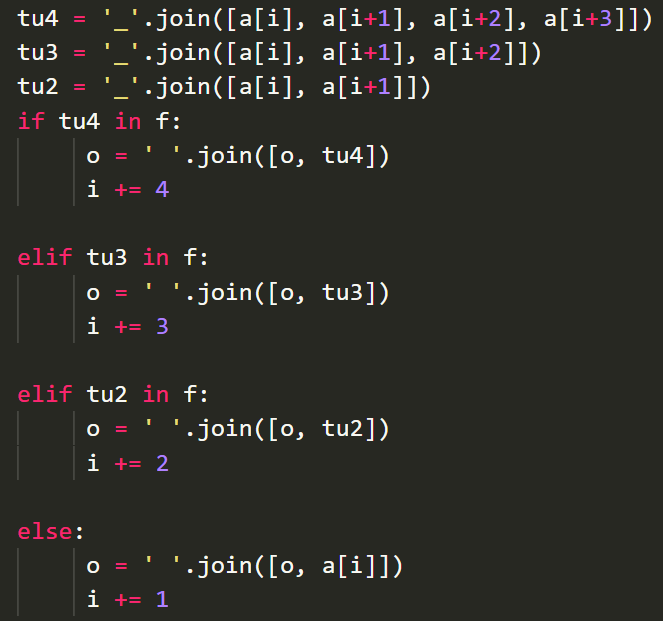 tu4 = '_'.join([a[i], a[i+1], a[i+2], a[i+3]])
tu3 = '_'.join([a[i], a[i+1], a[i+2]])
tu2 = '_'.join([a[i], a[i+1]])
if tu4 in f:
o = ' '.join([o, tu4])
i += 4
elif tu3 in f:
o = ' '.join([o, tu3])
i += 3
elif tu2 in f:
o = ' '.join([o, tu2])
i += 2
else:
o = ' '.join([o, a[i]])
i += 1